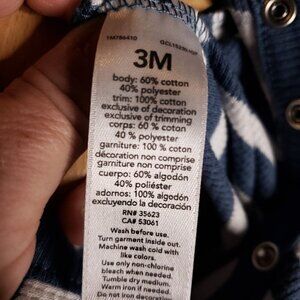 1M786410
3M
body: 60% cotton
40% polyester
trim: 100% cotton
exclusive of decoration
exclusive of trimming
corps: 60 % coton
40 % polyester
garniture: 100 % coton
décoration non comprise
garniture non comprise
cuerpo: 60% algodón
40% poliéster
adornos: 100% algodón
excluyendo la decoración
RN# 35623
CA# 53061
Wash before use.
Turn garment inside out.
Machine wash cold with
like colors.
Use only non-chlorine
bleach when needed.
Tumble dry medium.
Warm iron if needed.
Do not iron decoration